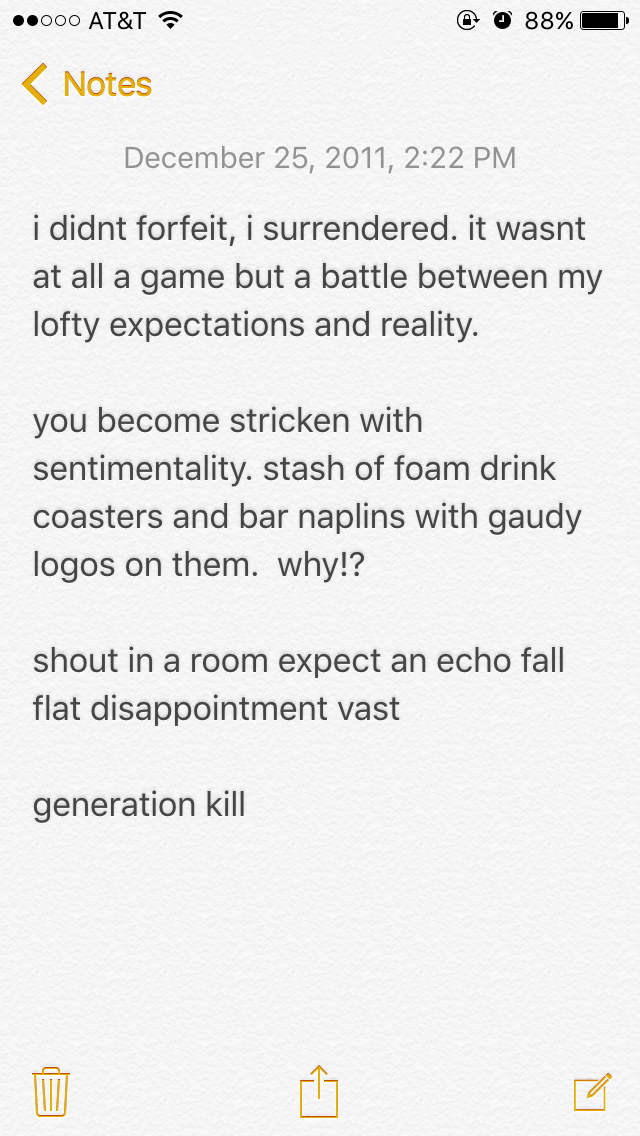 AT&T 88%
Notes
December 25, 2011, 2:22 PM
i didnt forfeit, i surrendered. it wasnt
at all a game but a battle between my
lofty expectations and reality.
you become stricken with
sentimentality. stash of foam drink
coasters and bar naplins with gaudy
logos on them.  why!?
shout in a room expect an echo fall
flat disappointment vast
generation kill